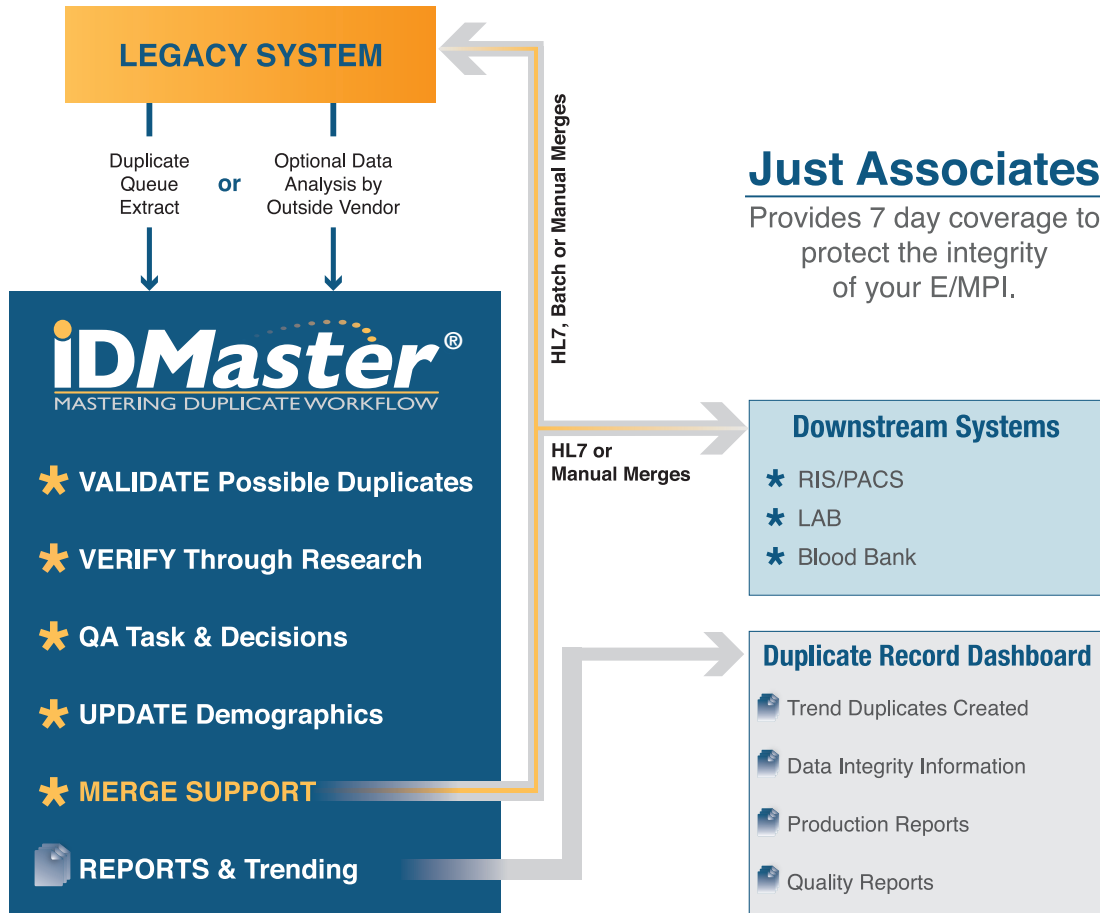 LEGACY SYSTEM
Duplicate
Queue
Extract
or
Optional Data
Analysis by
Outside Vendor
HL7, Batch or Manual Merges
Just Associates
Provides 7 day coverage to
protect the integrity
of your E/MPI.
iDMaster®
MASTERING DUPLICATE WORKFLOW
* VALIDATE Possible Duplicates
* VERIFY Through Research
* QA Task & Decisions
* UPDATE Demographics
* MERGE SUPPORT
REPORTS & Trending
HL7 or
Manual Merges
Downstream Systems
* RIS/PACS
* LAB
* Blood Bank
Duplicate Record Dashboard
Trend Duplicates Created
Data Integrity Information
Production Reports
Quality Reports